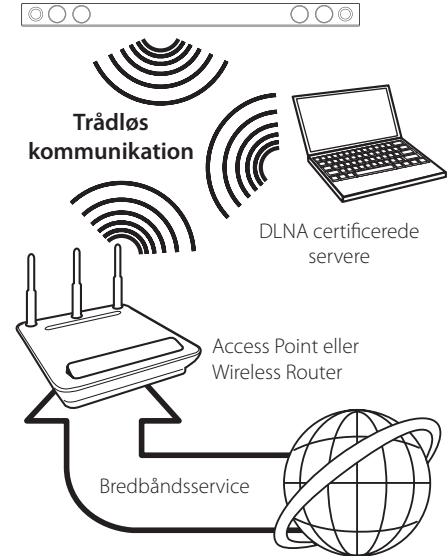 Trådløs
kommunikation
DLNA certificerede
servere
Access Point eller
Wireless Router
Bredbåndsservice